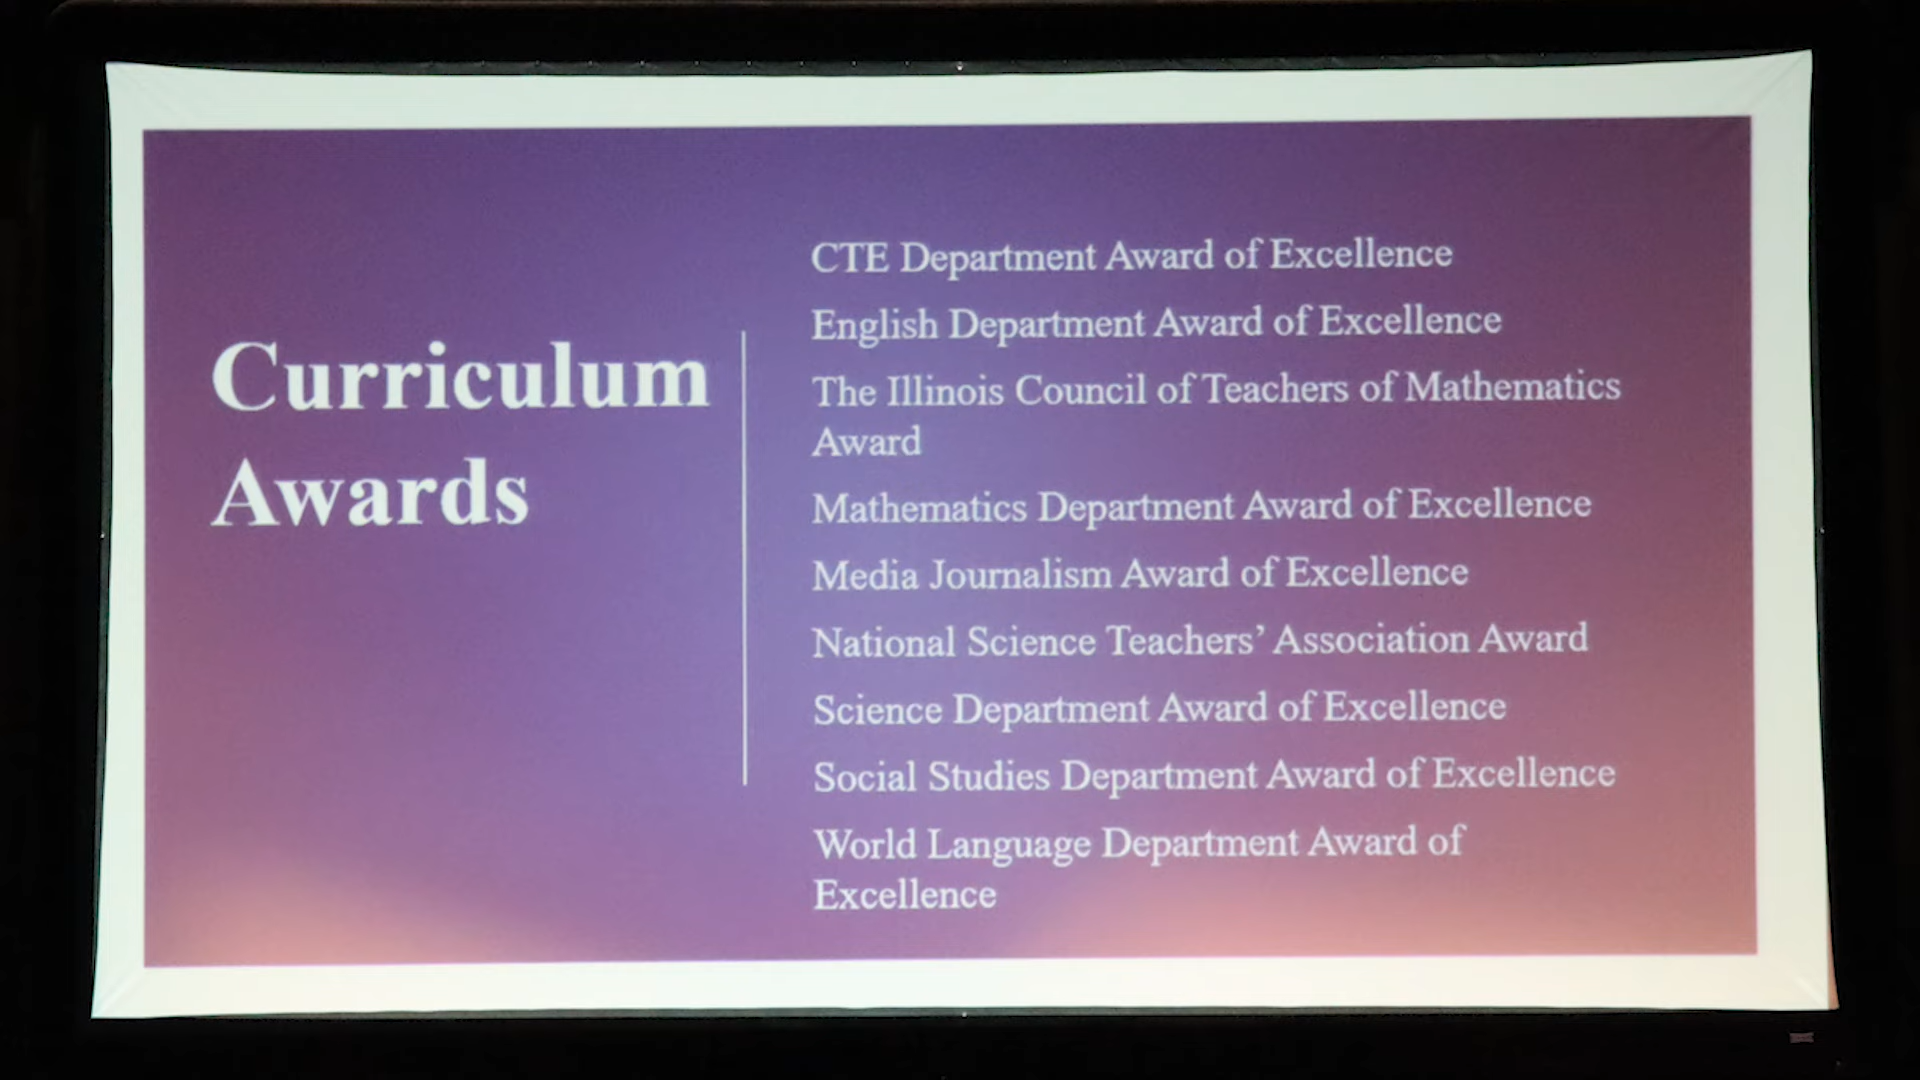 Curriculum
Awards
CTE Department Award of Excellence
English Department Award of Excellence
The Illinois Council of Teachers of Mathematics
Award
Mathematics Department Award of Excellence
Media Journalism Award of Excellence
National Science Teachers’ Association Award
Science Department Award of Excellence
Social Studies Department Award of Excellence
World Language Department Award of
Excellence